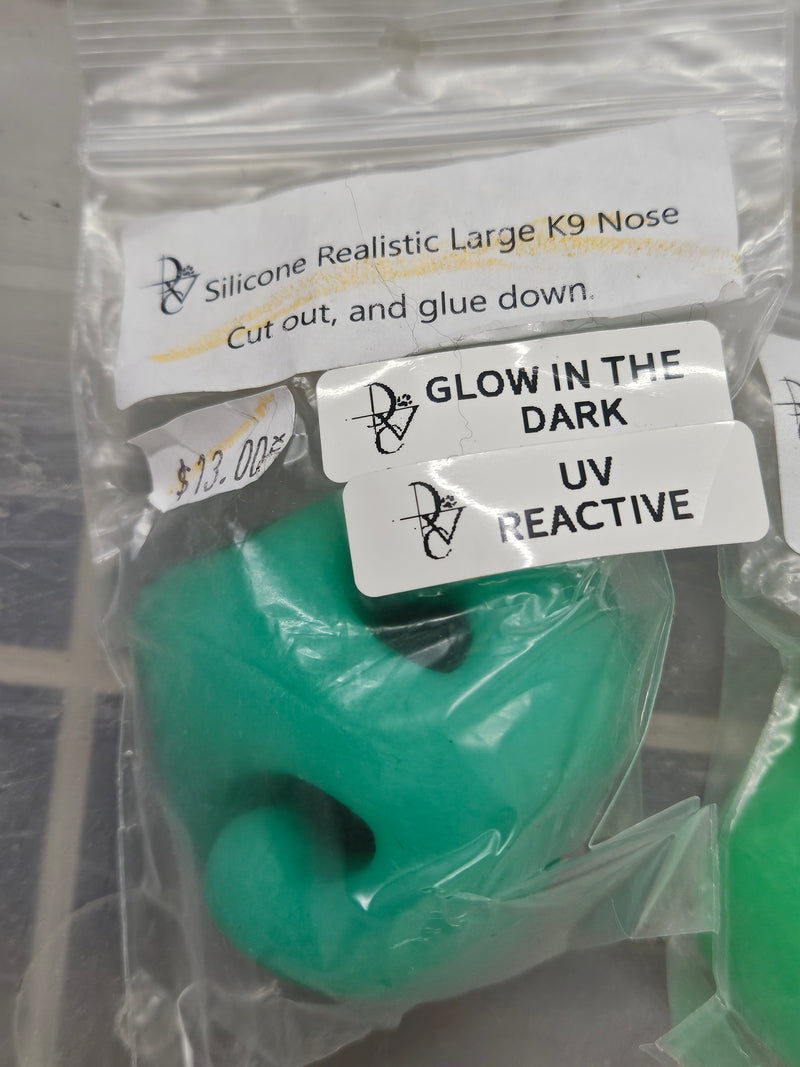 Silicone Realistic Large K9 Nose
Cut out, and glue down.
GLOW IN THE
DARK
$13.00
UV
REACTIVE